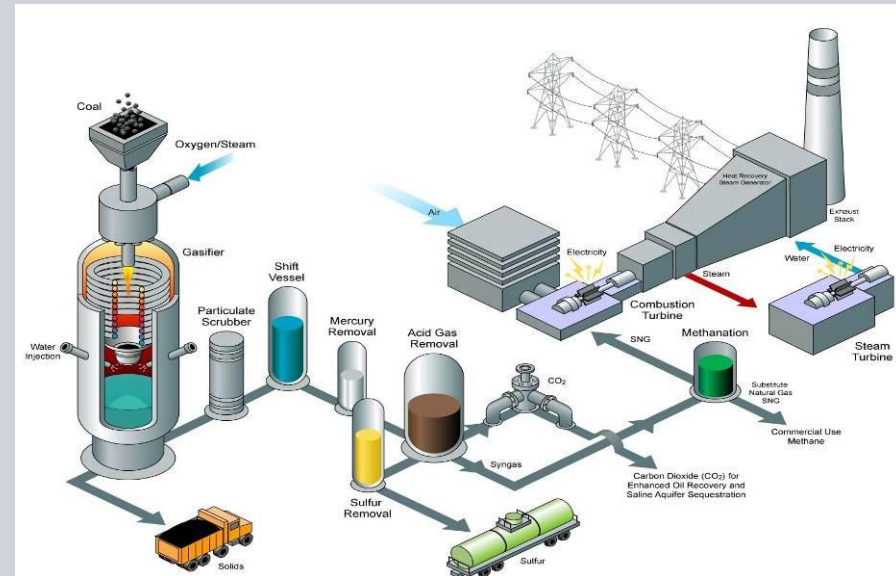 Coal
Oxygen/Steam
Gasifier
Water
Injection
Particulate
Scrubber
Shift
Vessel
Mercury
Removal
Sulfur
Removal
Acid Gas
Removal
Solids
Sulfur
CO₂
Syngas
Carbon Dioxide (CO₂) for
Enhanced Oil Recovery and
Saline Aquifer Sequestration
Air
Electricity
Combustion
Turbine
Heat Recovery
Steam Generator
Exhaust
Stack
Steam
Water
Electricity
Steam
Turbine
SNG
Methanation
Substitute
Natural Gas
SNG
Commercial Use
Methane